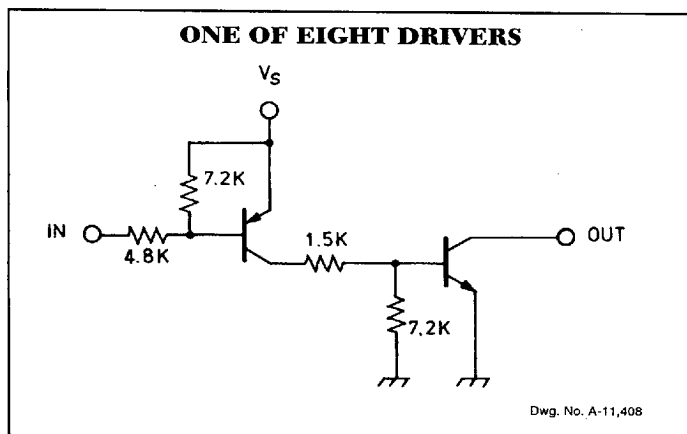 ONE OF EIGHT DRIVERS
VS
7.2K
IN
4.8K
1.5K
OUT
7.2K
Dwg. No. A-11,408